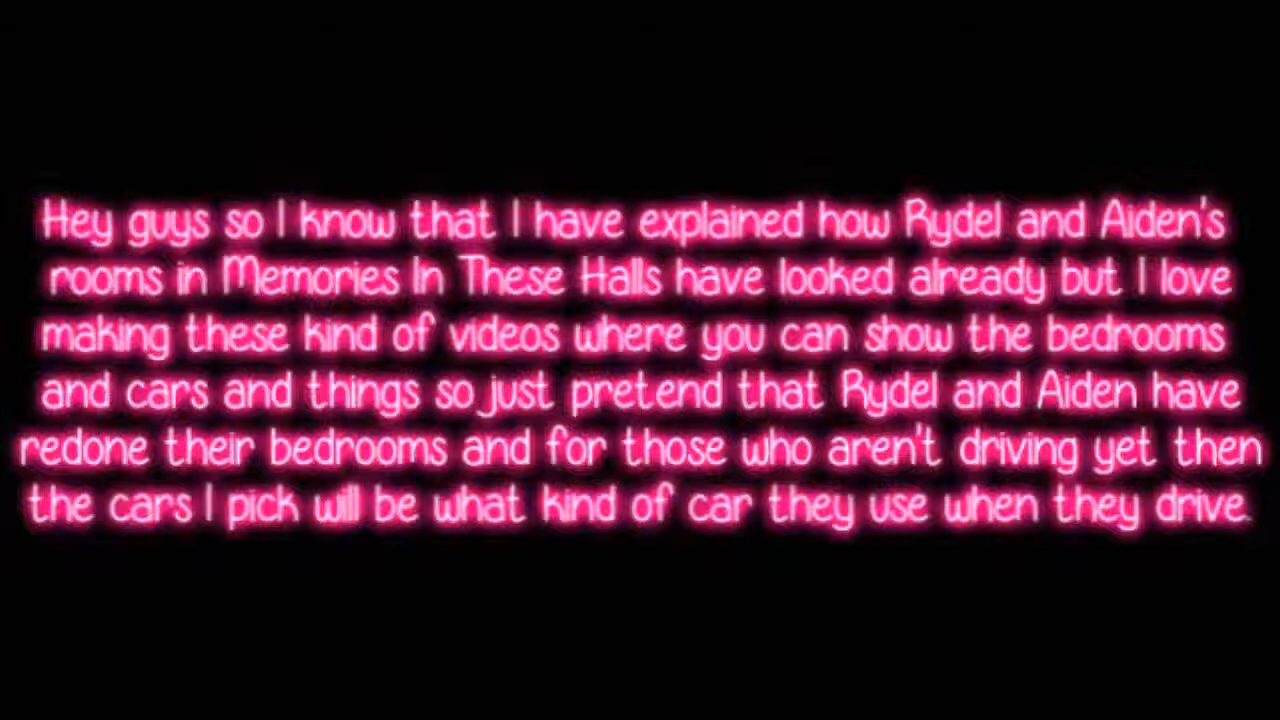 Hey guys so I know that I have explained how Rydel and Aiden's
rooms in Memories In These Halls have looked already but I love
making these kind of videos where you can show the bedrooms
and cars and things so just pretend that Rydel and Aiden have
redone their bedrooms and for those who aren't driving yet then
the cars I pick will be what kind of car they use when they drive.